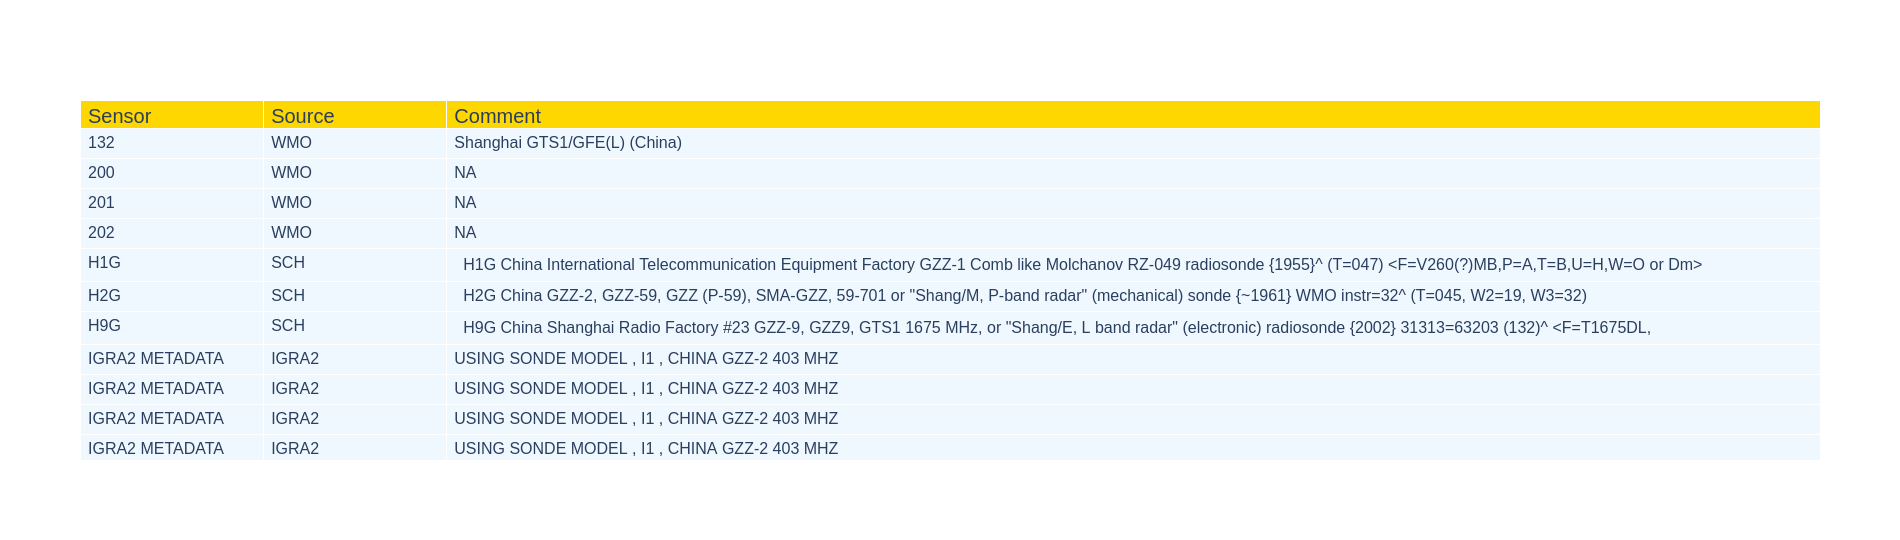 Sensor Source Comment
132 WMO Shanghai GTS1/GFE(L) (China)
200 WMO NA
201 WMO NA
202 WMO NA
H1G SCH H1G China International Telecommunication Equipment Factory GZZ-1 Comb like Molchanov RZ-049 radiosonde {1955}^ (T=047) <F=V260(?)MB,P=A,T=B,U=H,W=O or Dm>
H2G SCH H2G China GZZ-2, GZZ-59, GZZ (P-59), SMA-GZZ, 59-701 or "Shang/M, P-band radar" (mechanical) sonde {~1961} WMO instr=32^ (T=045, W2=19, W3=32)
H9G SCH H9G China Shanghai Radio Factory #23 GZZ-9, GZZ9, GTS1 1675 MHz, or "Shang/E, L band radar" (electronic) radiosonde {2002} 31313=63203 (132)^ <F=T1675DL,
IGRA2 METADATA IGRA2 USING SONDE MODEL , I1 , CHINA GZZ-2 403 MHZ
IGRA2 METADATA IGRA2 USING SONDE MODEL , I1 , CHINA GZZ-2 403 MHZ
IGRA2 METADATA IGRA2 USING SONDE MODEL , I1 , CHINA GZZ-2 403 MHZ
IGRA2 METADATA IGRA2 USING SONDE MODEL , I1 , CHINA GZZ-2 403 MHZ